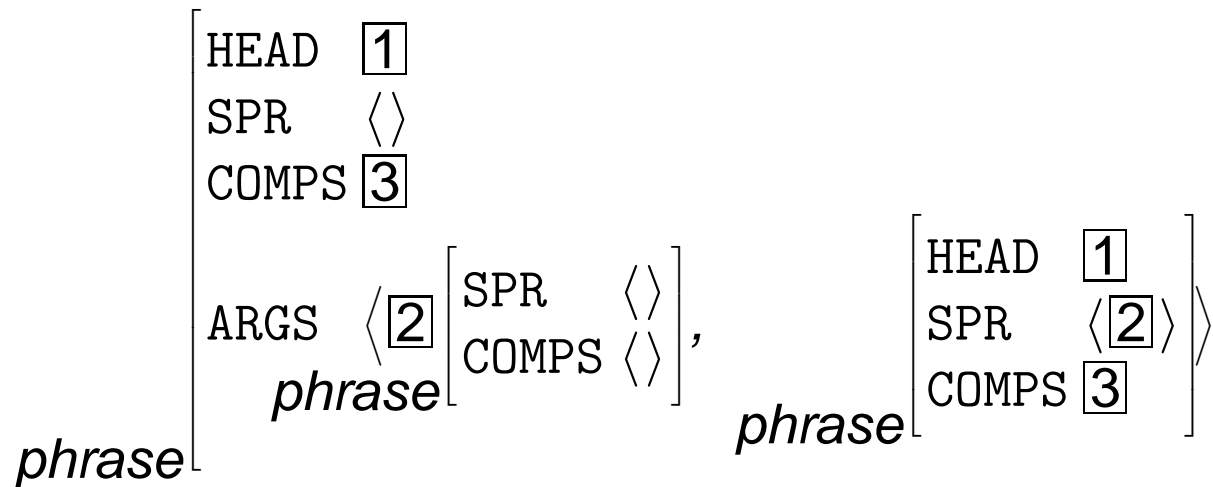 HEAD 1
SPR ⟨⟩
COMPS 3
ARGS ⟨ 2 SPR ⟨⟩ COMPS ⟨⟩ , HEAD 1 SPR ⟨ 2 ⟩ COMPS 3 ⟩
phrase phrase
phrase